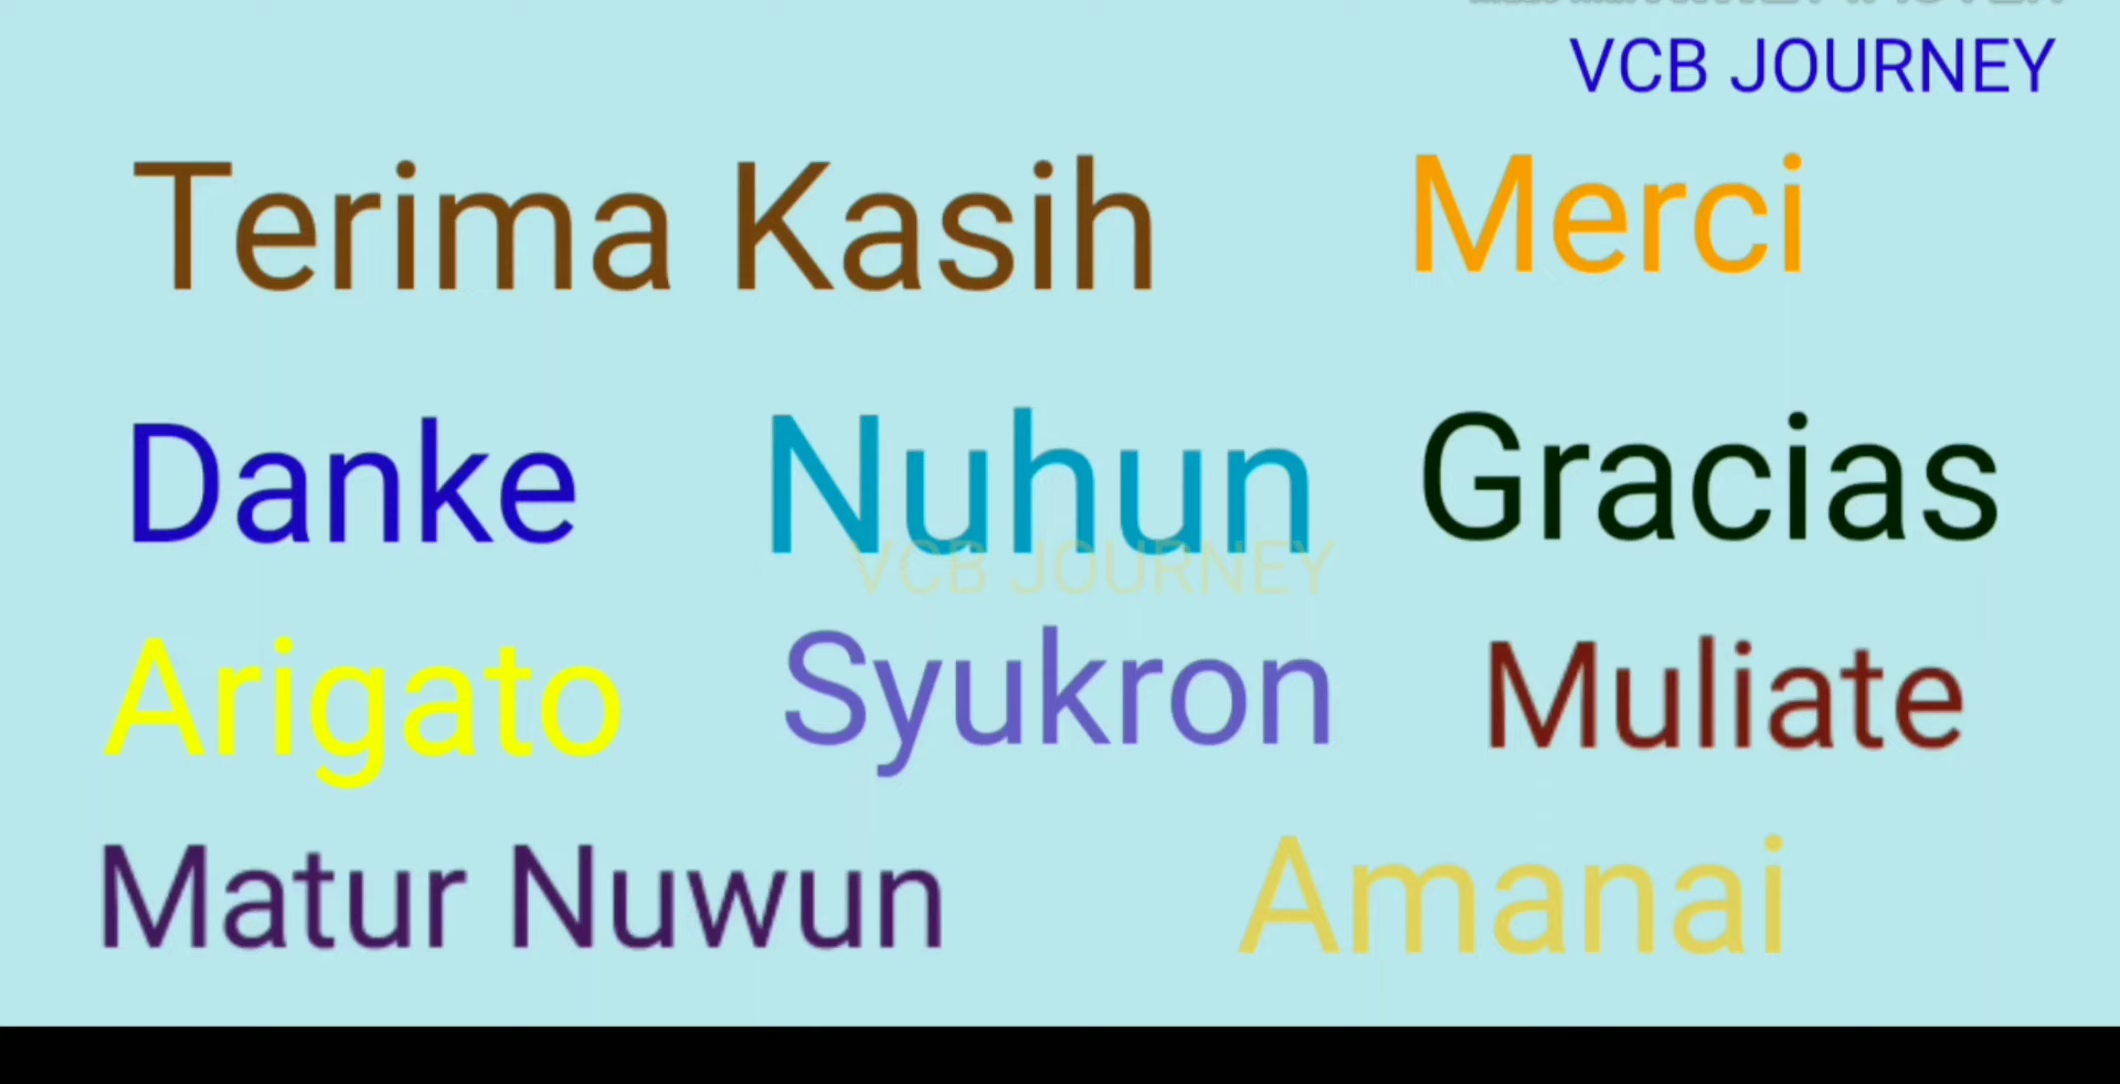 VCB JOURNEY
Terima Kasih Merci
Danke Nuhun Gracias
VCB JOURNEY
Arigato Syukron Muliate
Matur Nuwun Amanai